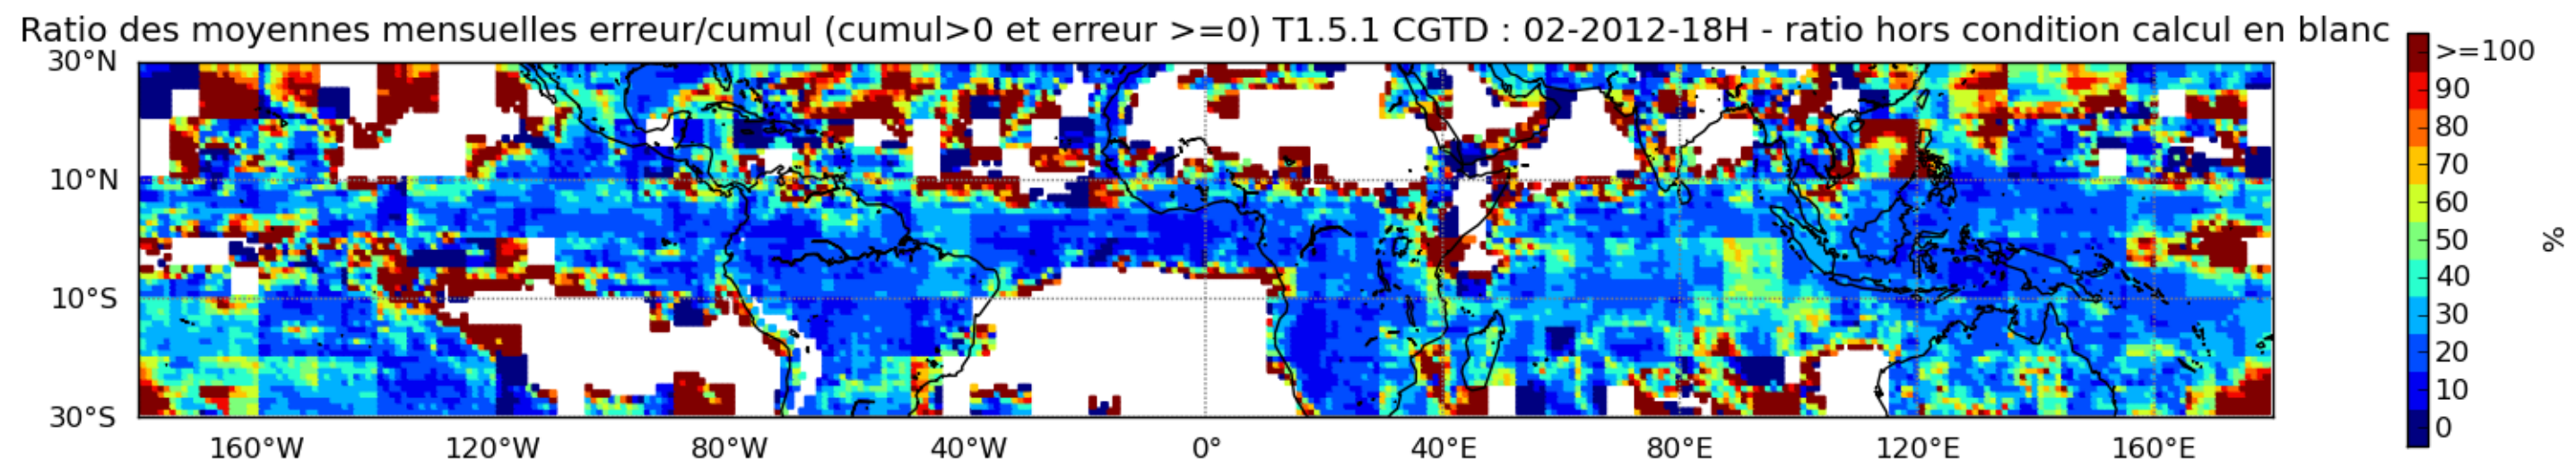 Ratio des moyennes mensuelles erreur/cumul (cumul>0 et erreur >=0) T1.5.1 CGTD : 02-2012-18H - ratio hors condition calcul en blanc
30°N
10°N
10°S
30°S
160°W 120°W 80°W 40°W 0° 40°E 80°E 120°E 160°E
>=100
90
80
70
60
50
40
30
20
10
0
%